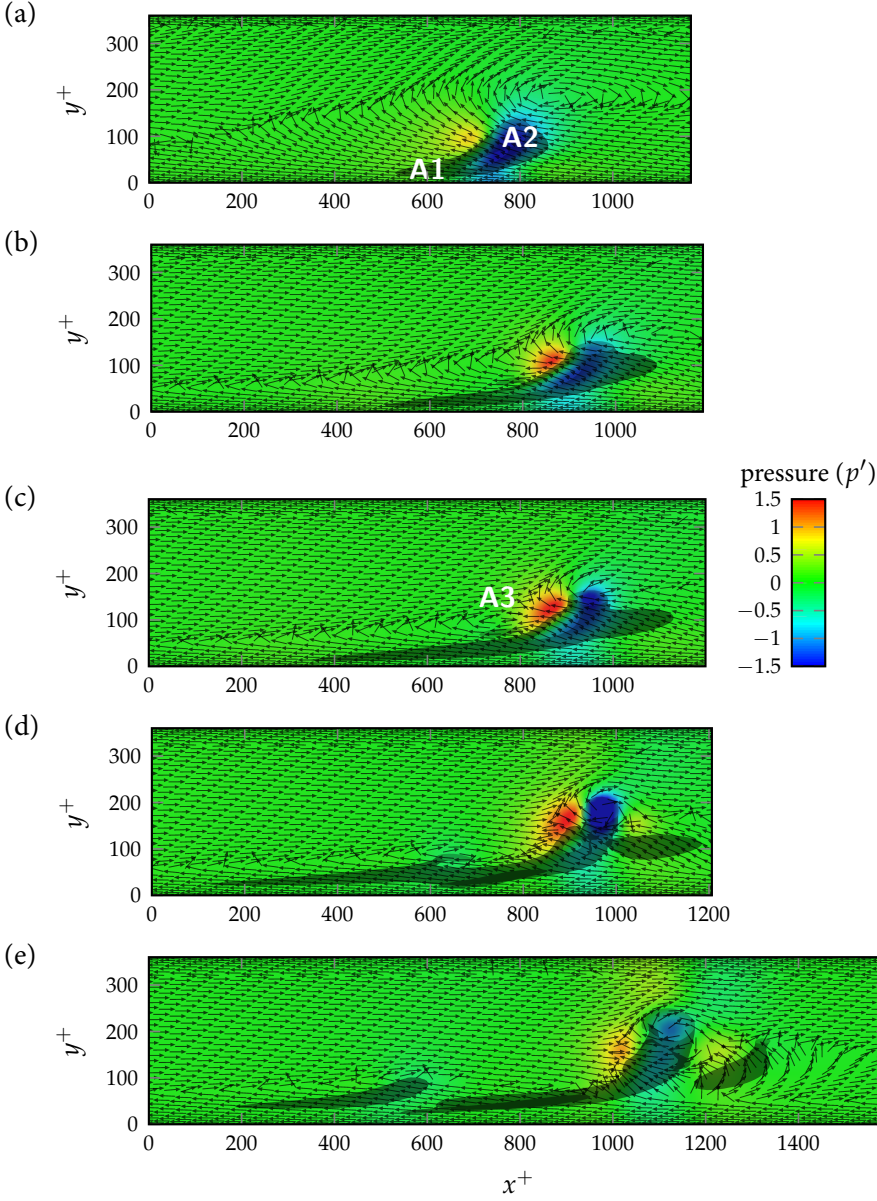 (a)
300
200
100
0
y⁺
A1
A2
0 200 400 600 800 1000
(b)
300
200
100
0
y⁺
0 200 400 600 800 1000
(c)
300
200
100
0
y⁺
A3
0 200 400 600 800 1000
pressure (p′)
1.5
1
0.5
0
−0.5
−1
−1.5
(d)
300
200
100
0
y⁺
0 200 400 600 800 1000 1200
(e)
300
200
100
0
y⁺
0 200 400 600 800 1000 1200 1400
x⁺